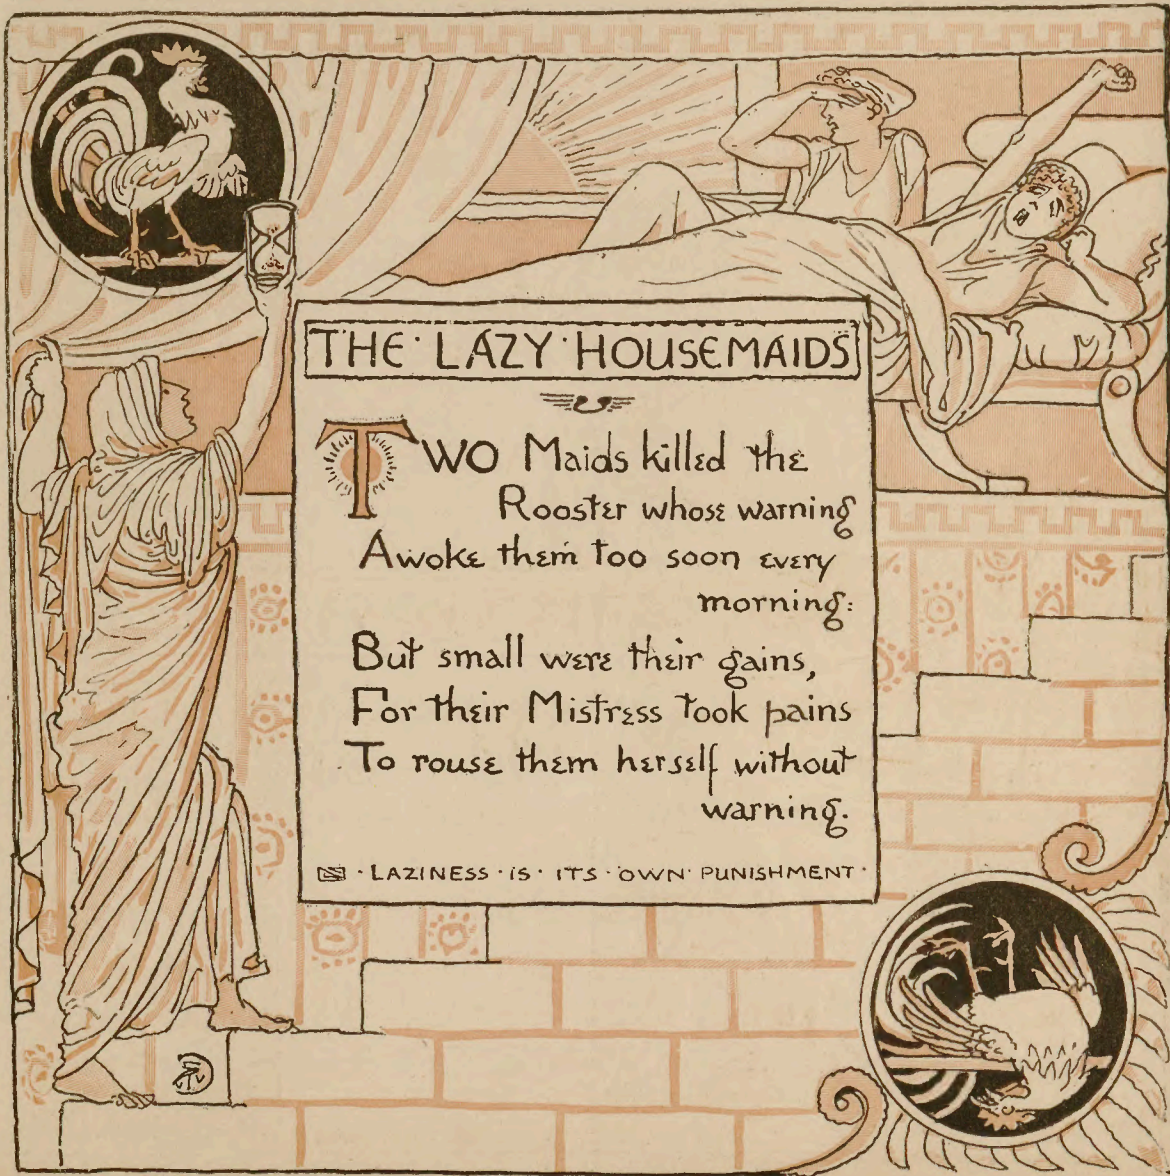 THE · LAZY · HOUSEMAIDS
TWO Maids killed the
Rooster whose warning
Awoke them too soon every
morning:
But small were their gains,
For their Mistress took pains
To rouse them herself without
warning.
· LAZINESS · IS · ITS · OWN · PUNISHMENT ·